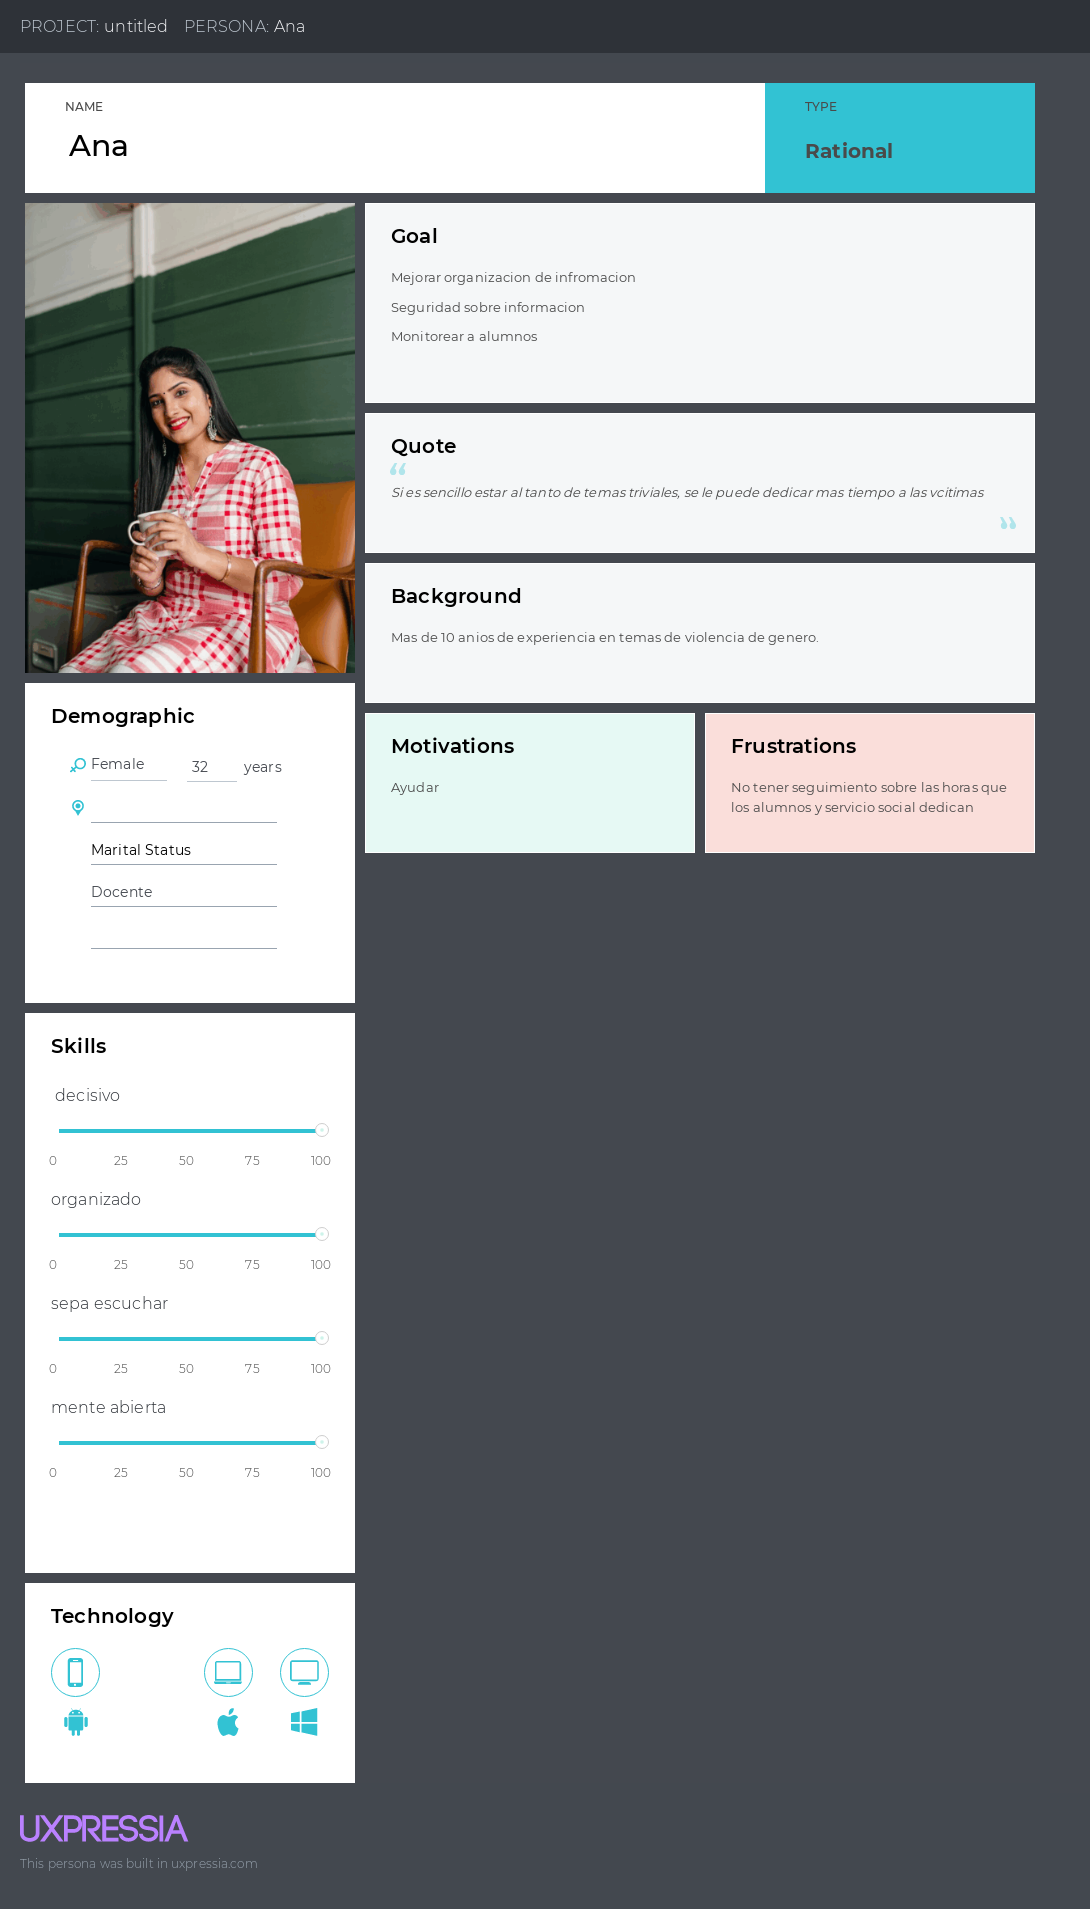 PROJECT: untitled PERSONA: Ana
NAME
Ana
TYPE
Rational
Goal
Mejorar organizacion de infromacion
Seguridad sobre informacion
Monitorear a alumnos
Quote
“
Si es sencillo estar al tanto de temas triviales, se le puede dedicar mas tiempo a las vcitimas
”
Background
Mas de 10 anios de experiencia en temas de violencia de genero.
Motivations
Ayudar
Frustrations
No tener seguimiento sobre las horas que
los alumnos y servicio social dedican
Demographic
Female 32 years
Marital Status
Docente
Skills
decisivo
0 25 50 75 100
organizado
0 25 50 75 100
sepa escuchar
0 25 50 75 100
mente abierta
0 25 50 75 100
Technology
UXPRESSIA
This persona was built in uxpressia.com